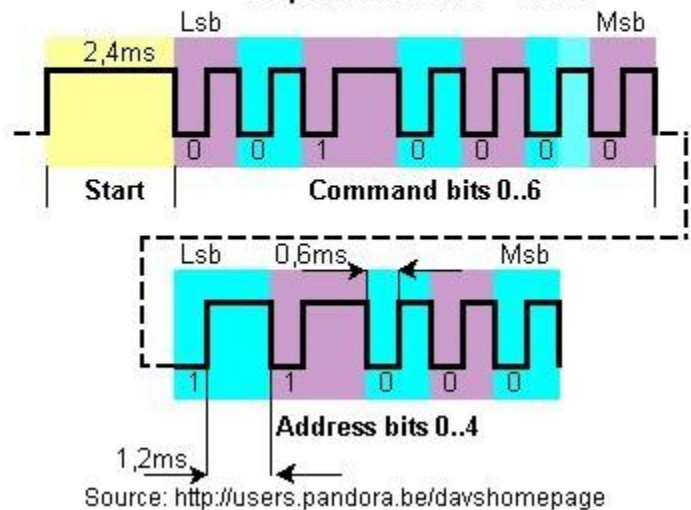 Lsb Msb
2,4ms
0 0 1 0 0 0 0
Start Command bits 0..6
Lsb 0,6ms Msb
1 1 0 0 0
Address bits 0..4
1,2ms
Source: http://users.pandora.be/davshomepage